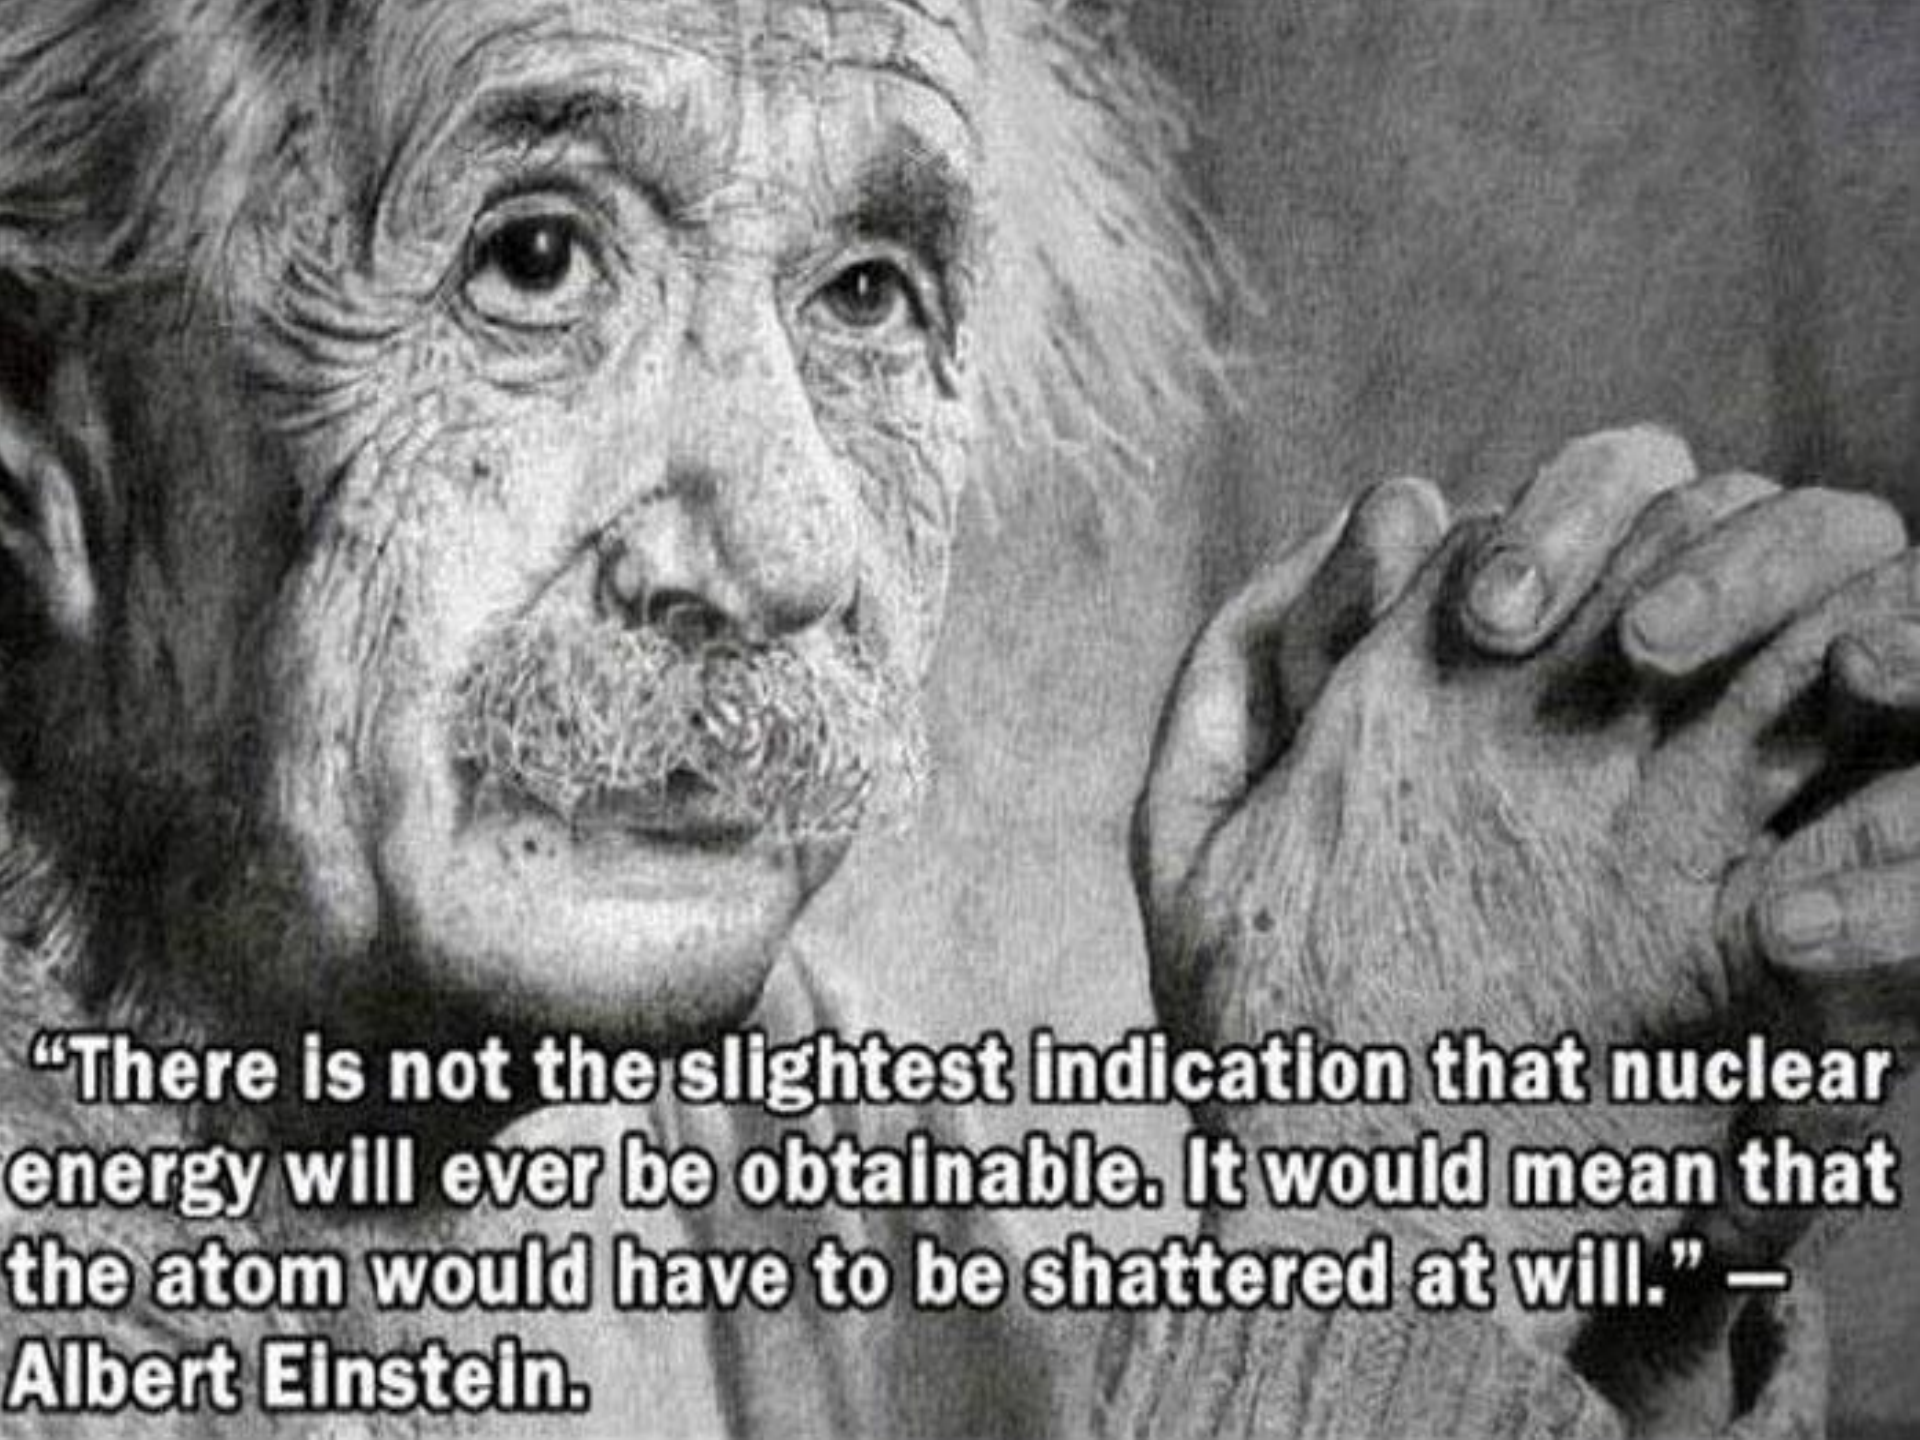 “There is not the slightest indication that nuclear
energy will ever be obtainable. It would mean that
the atom would have to be shattered at will.” –
Albert Einstein.